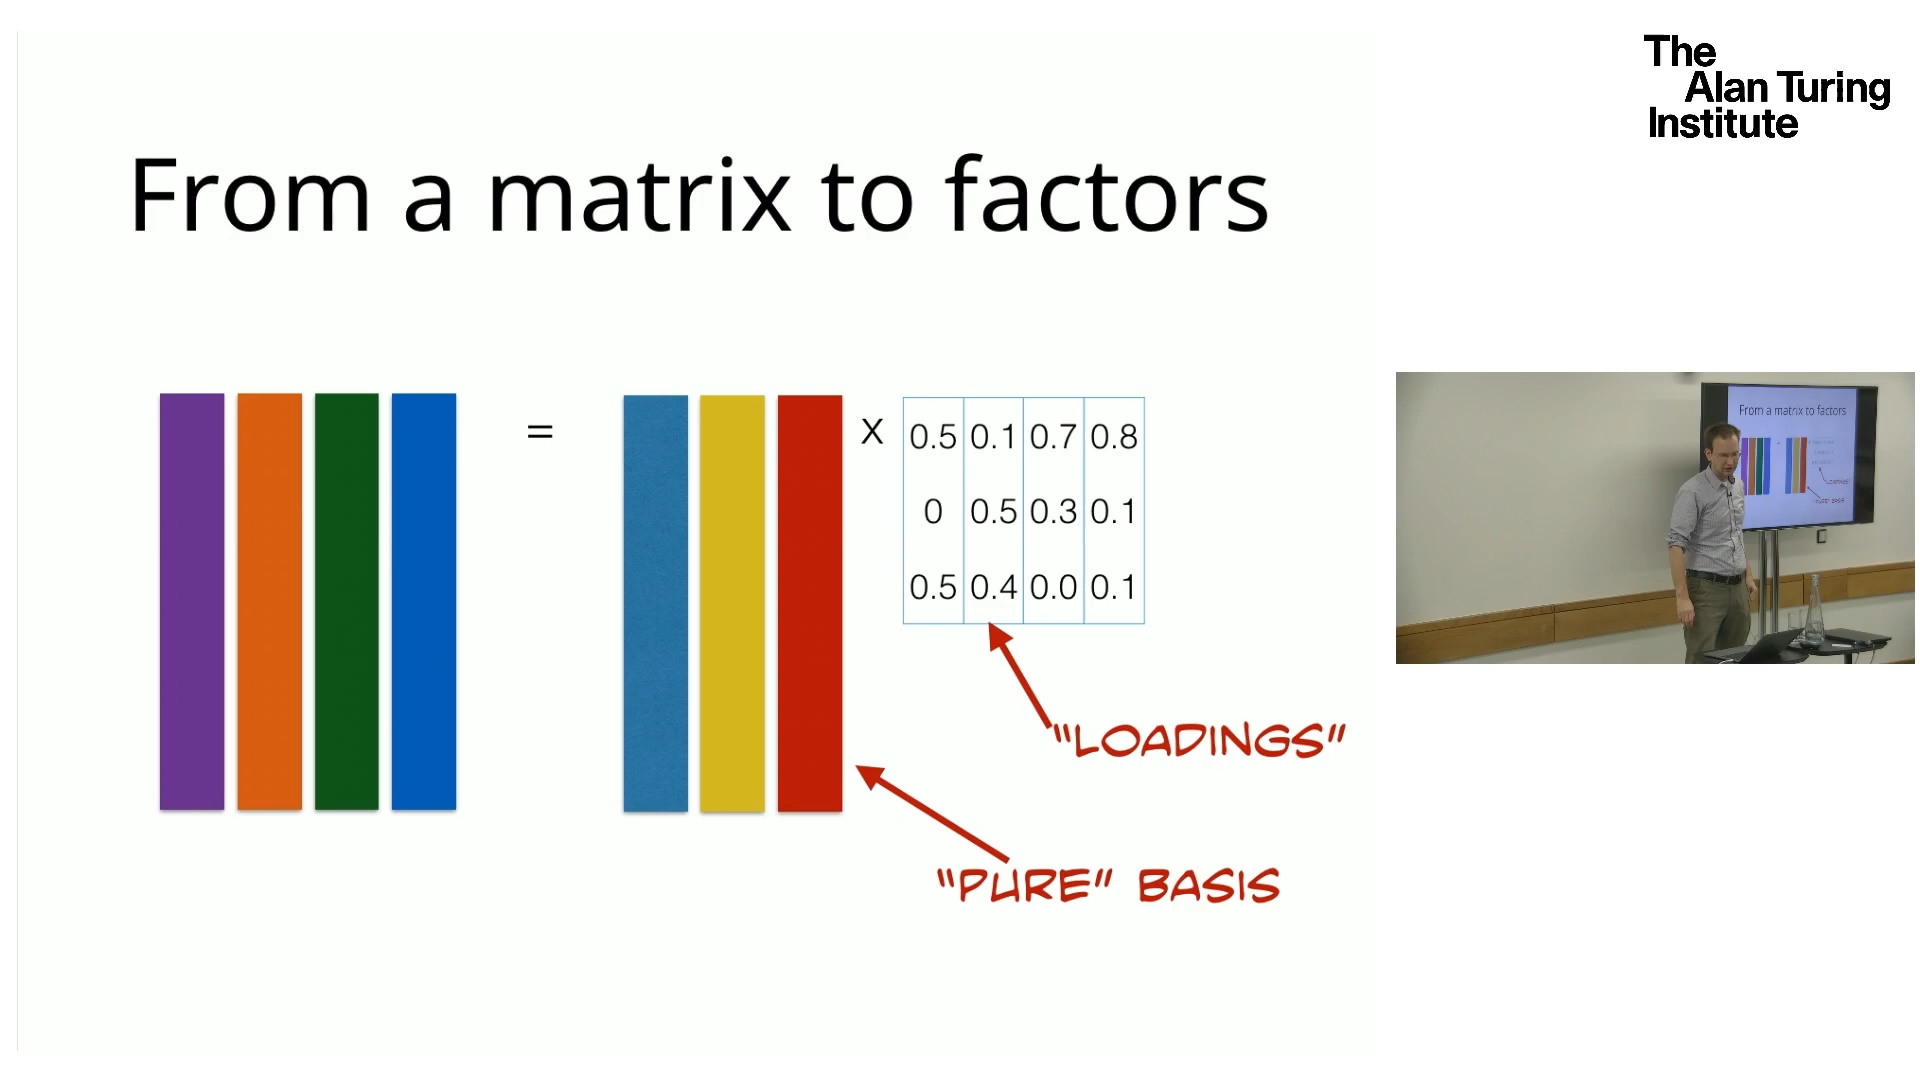 The
Alan Turing
Institute
From a matrix to factors
=
X
0.5 0.1 0.7 0.8
0 0.5 0.3 0.1
0.5 0.4 0.0 0.1
"LOADINGS"
"PURE" BASIS
From a matrix to factors